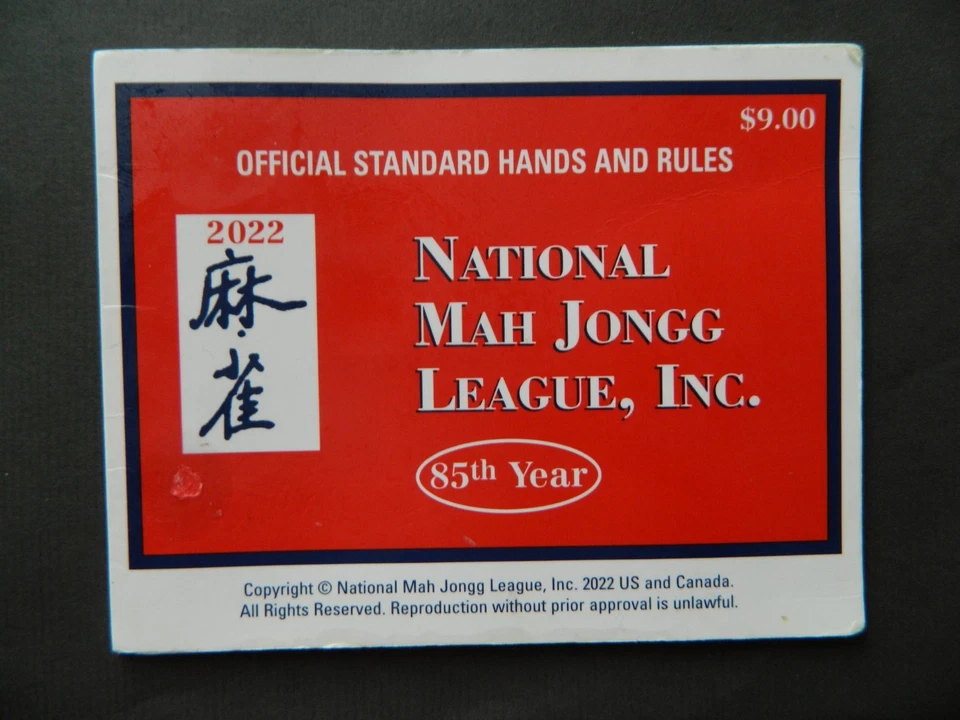 $9.00
OFFICIAL STANDARD HANDS AND RULES
2022
麻
雀
NATIONAL
MAH JONGG
LEAGUE, INC.
85th Year
Copyright © National Mah Jongg League, Inc. 2022 US and Canada.
All Rights Reserved. Reproduction without prior approval is unlawful.